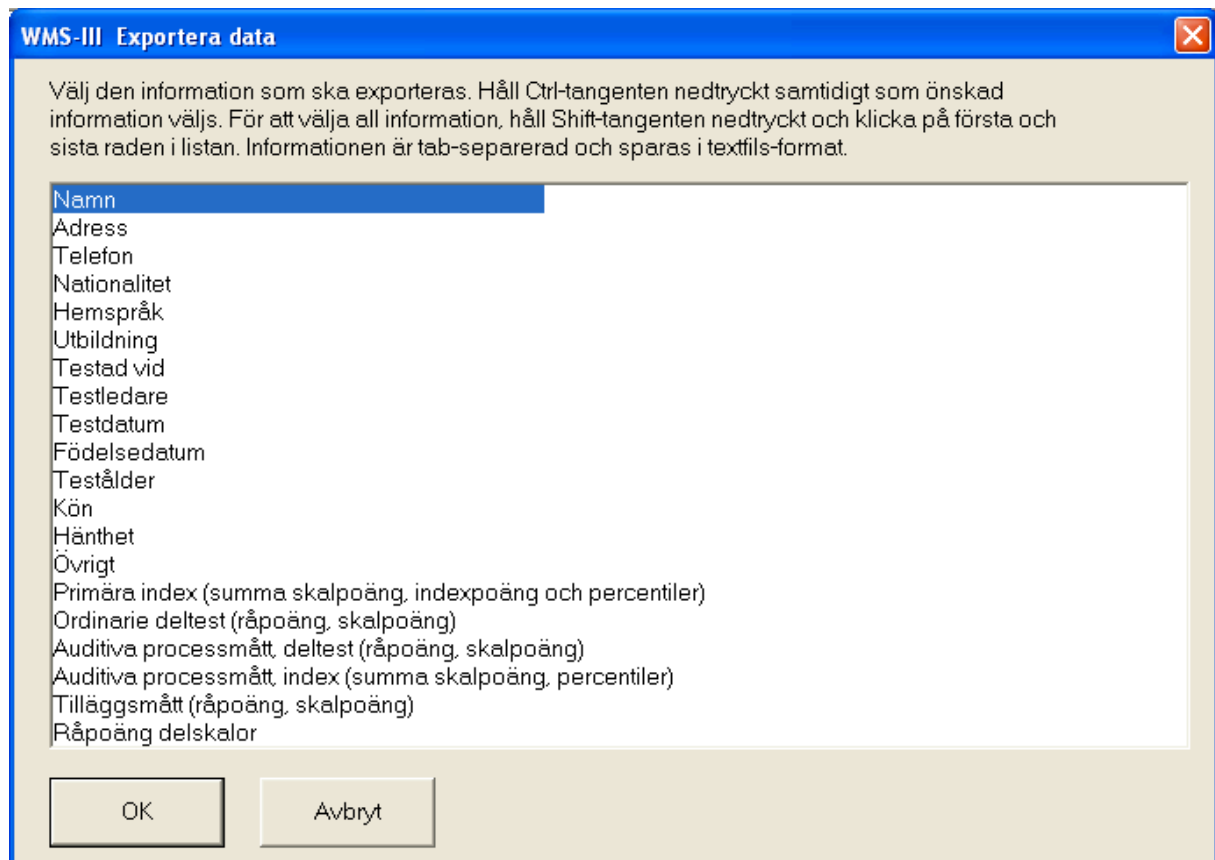 WMS-III Exportera data
Välj den information som ska exporteras. Håll Ctrl-tangenten nedtryckt samtidigt som önskad
information väljs. För att välja all information, håll Shift-tangenten nedtryckt och klicka på första och
sista raden i listan. Informationen är tab-separerad och sparas i textfils-format.
Namn
Adress
Telefon
Nationalitet
Hemspråk
Utbildning
Testad vid
Testledare
Testdatum
Födelsedatum
Testålder
Kön
Hänthet
Övrigt
Primära index (summa skalpoäng, indexpoäng och percentiler)
Ordinarie deltest (råpoäng, skalpoäng)
Auditiva processmått, deltest (råpoäng, skalpoäng)
Auditiva processmått, index (summa skalpoäng, percentiler)
Tilläggsmått (råpoäng, skalpoäng)
Råpoäng delskalor
OK
Avbryt